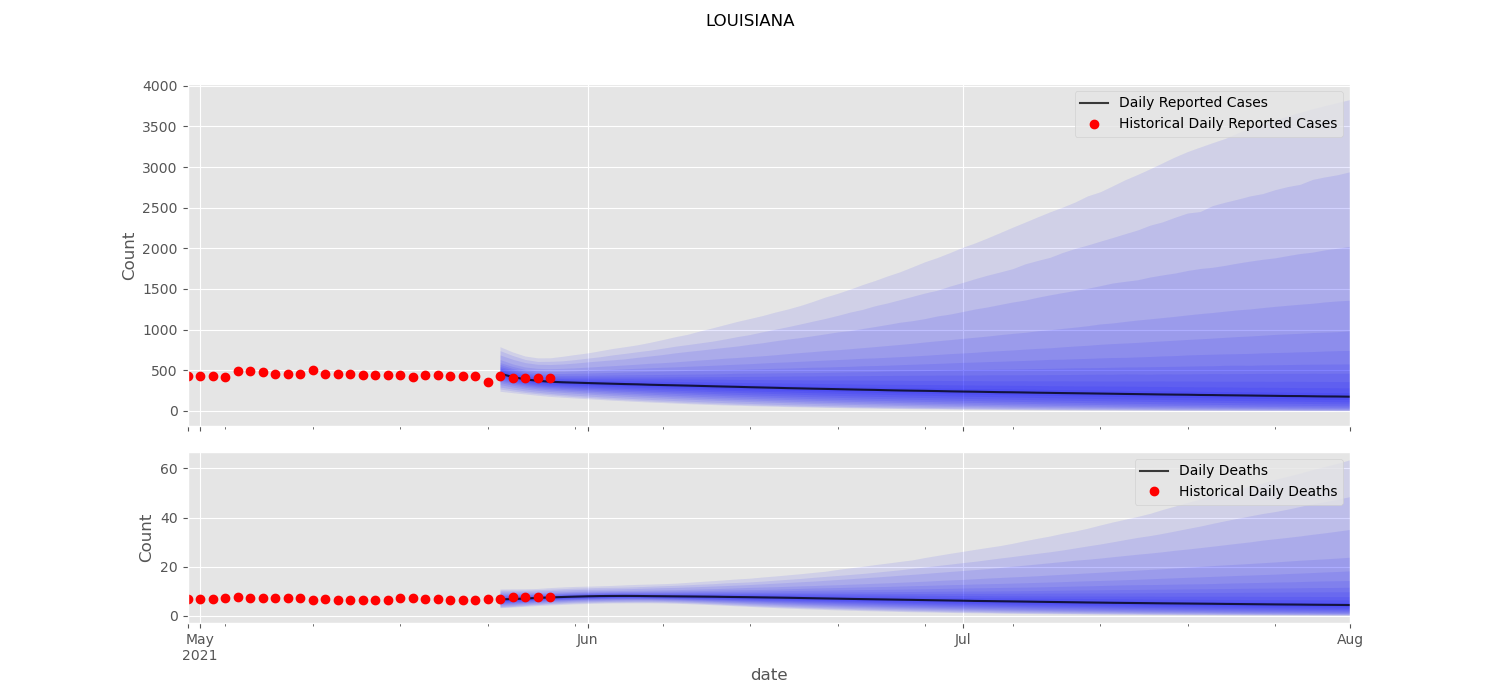 LOUISIANA
4000
3500
3000
2500
2000
1500
1000
500
0
Count
Daily Reported Cases
Historical Daily Reported Cases
60
40
20
0
Count
Daily Deaths
Historical Daily Deaths
May
2021
Jun
Jul
Aug
date